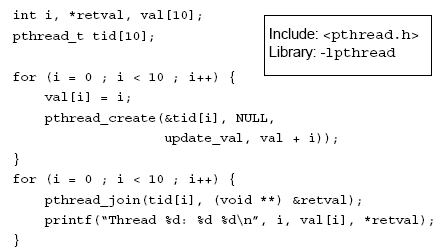 int i, *retval, val[10];
pthread_t tid[10];
Include: <pthread.h>
Library: -lpthread
for (i = 0 ; i < 10 ; i++) {
val[i] = i;
pthread_create(&tid[i], NULL,
update_val, val + i));
}
for (i = 0 ; i < 10 ; i++) {
pthread_join(tid[i], (void **) &retval);
printf(“Thread %d: %d %d\n”, i, val[i], *retval);
}